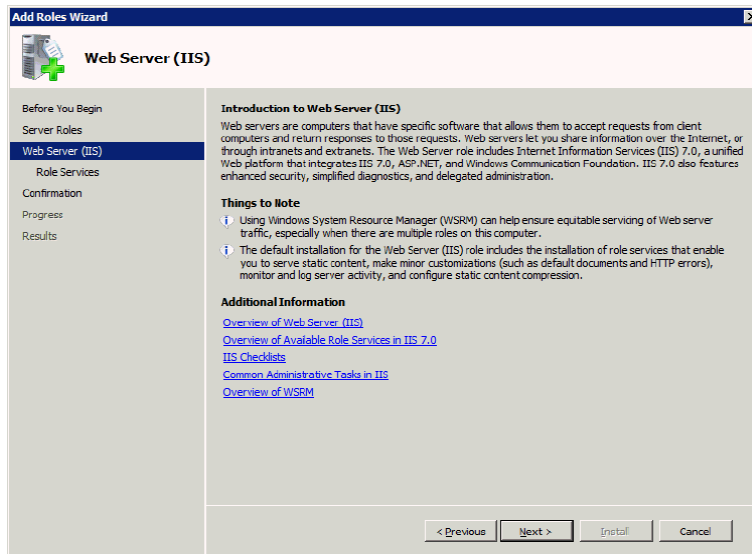 Add Roles Wizard
Web Server (IIS)
Before You Begin
Server Roles
Web Server (IIS)
Role Services
Confirmation
Progress
Results
Introduction to Web Server (IIS)
Web servers are computers that have specific software that allows them to accept requests from client
computers and return responses to those requests. Web servers let you share information over the Internet, or
through intranets and extranets. The Web Server role includes Internet Information Services (IIS) 7.0, a unified
Web platform that integrates IIS 7.0, ASP.NET, and Windows Communication Foundation. IIS 7.0 also features
enhanced security, simplified diagnostics, and delegated administration.
Things to Note
Using Windows System Resource Manager (WSRM) can help ensure equitable servicing of Web server
traffic, especially when there are multiple roles on this computer.
The default installation for the Web Server (IIS) role includes the installation of role services that enable
you to serve static content, make minor customizations (such as default documents and HTTP errors),
monitor and log server activity, and configure static content compression.
Additional Information
Overview of Web Server (IIS)
Overview of Available Role Services in IIS 7.0
IIS Checklists
Common Administrative Tasks in IIS
Overview of WSRM
< Previous
Next >
Install
Cancel